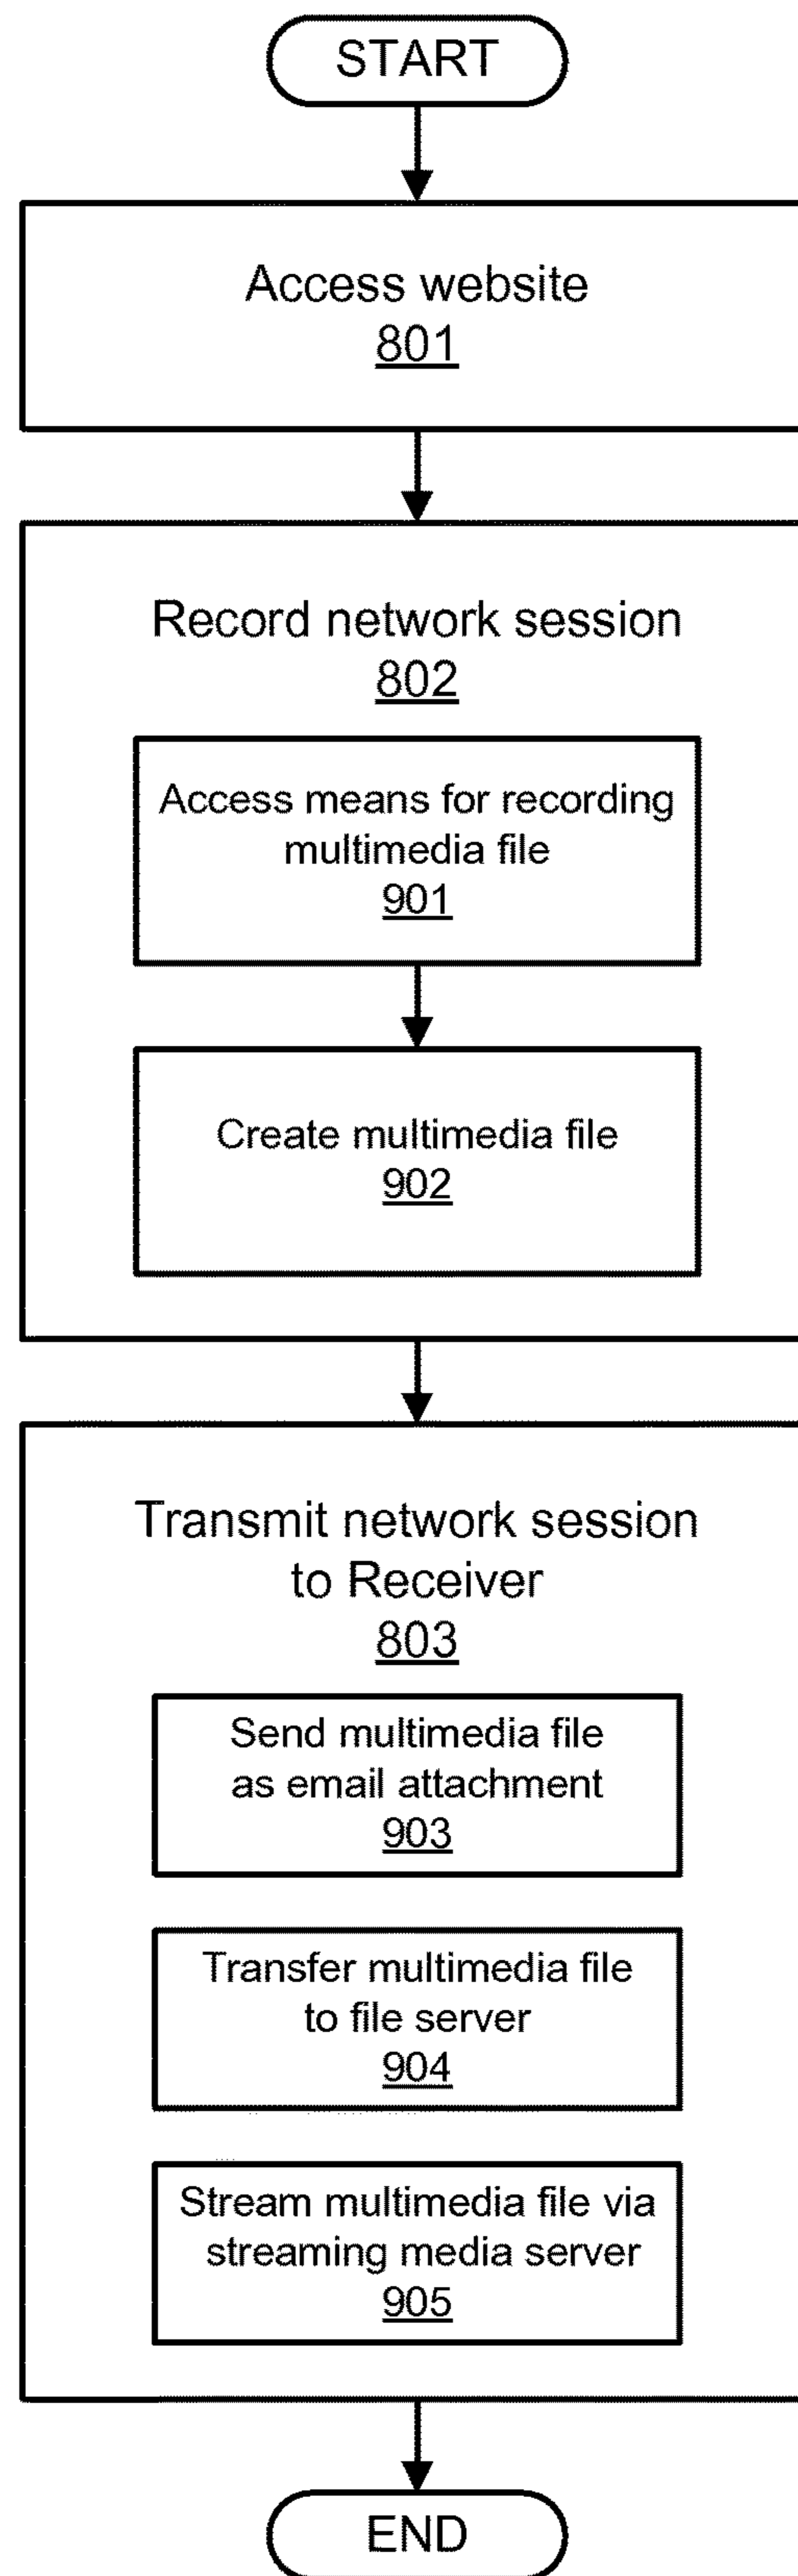 START
Access website
801
Record network session
802
Access means for recording
multimedia file
901
Create multimedia file
902
Transmit network session
to Receiver
803
Send multimedia file
as email attachment
903
Transfer multimedia file
to file server
904
Stream multimedia file via
streaming media server
905
END